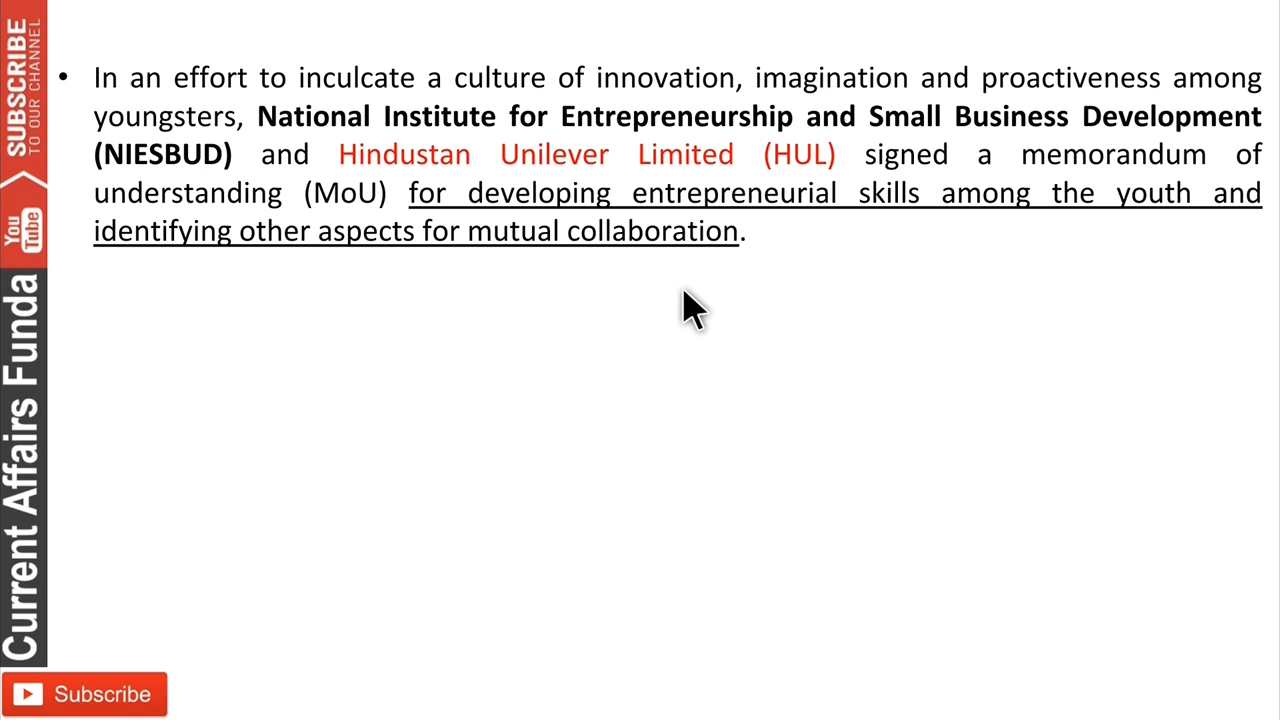 • In an effort to inculcate a culture of innovation, imagination and proactiveness among
youngsters, National Institute for Entrepreneurship and Small Business Development
(NIESBUD) and Hindustan Unilever Limited (HUL) signed a memorandum of
understanding (MoU) for developing entrepreneurial skills among the youth and
identifying other aspects for mutual collaboration.
SUBSCRIBE
TO OUR CHANNEL
You
Tube
Current Affairs Funda
Subscribe